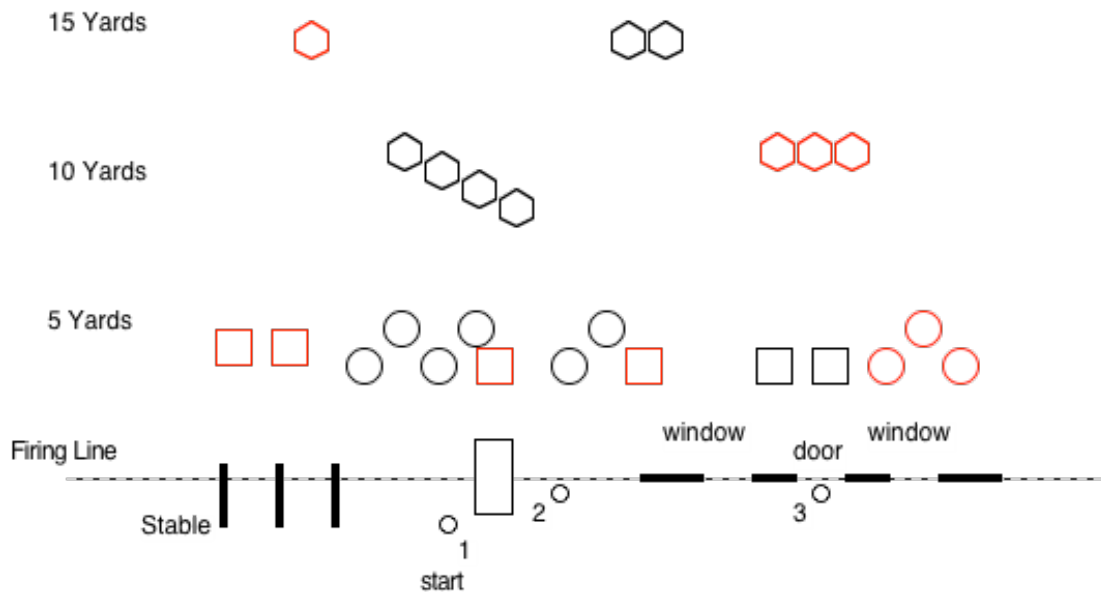 15 Yards
10 Yards
5 Yards
window
window
Firing Line
door
2
3
Stable
1
start